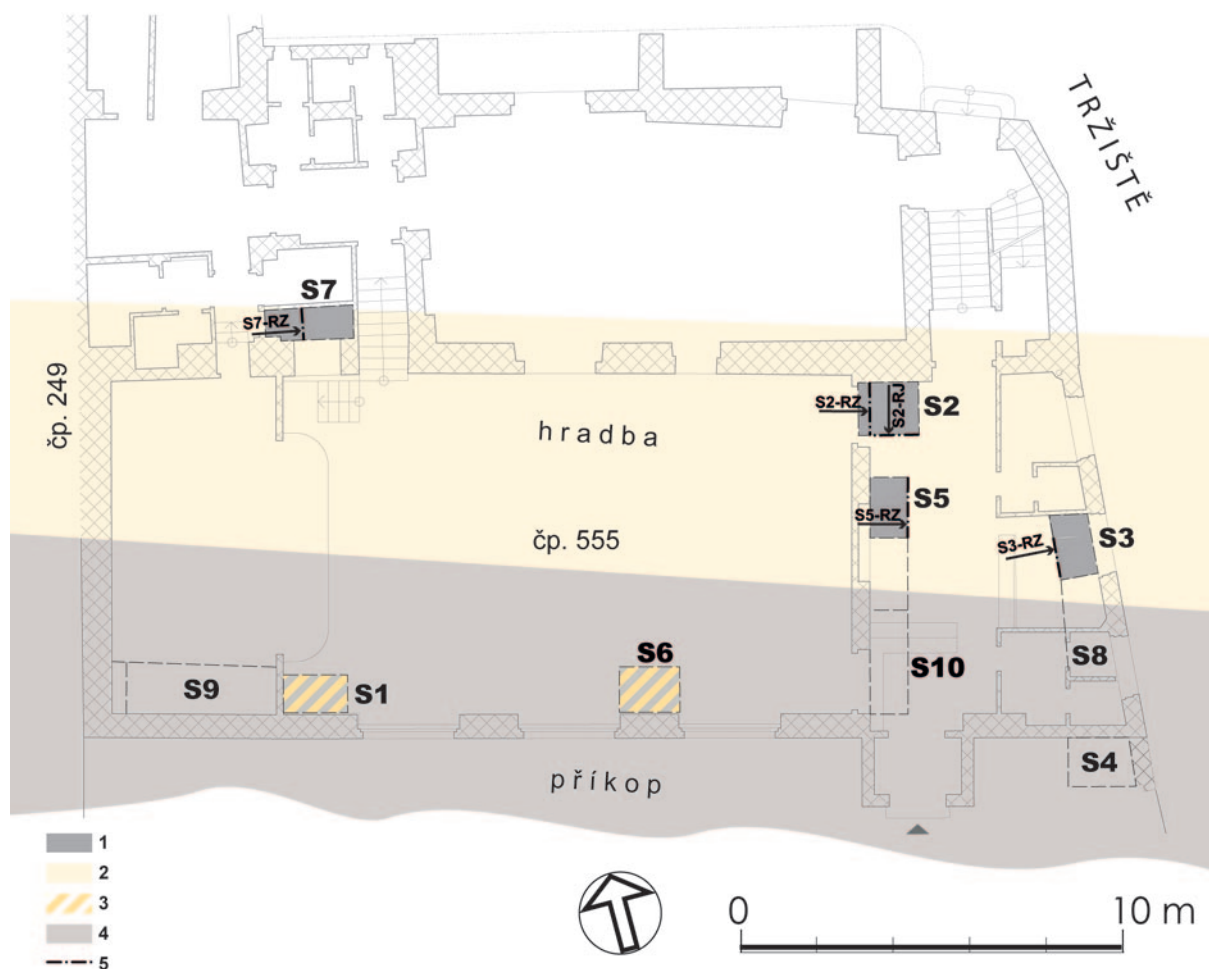 TRŽIŠTĚ
S7
S7-RZ
čp. 249
S2-RZ
S2-RJ
S2
hradba
S5
S5-RZ
čp. 555
S3-RZ
S3
S6
S9
S1
S10
S8
příkop
S4
1
2
3
4
5
0
10 m